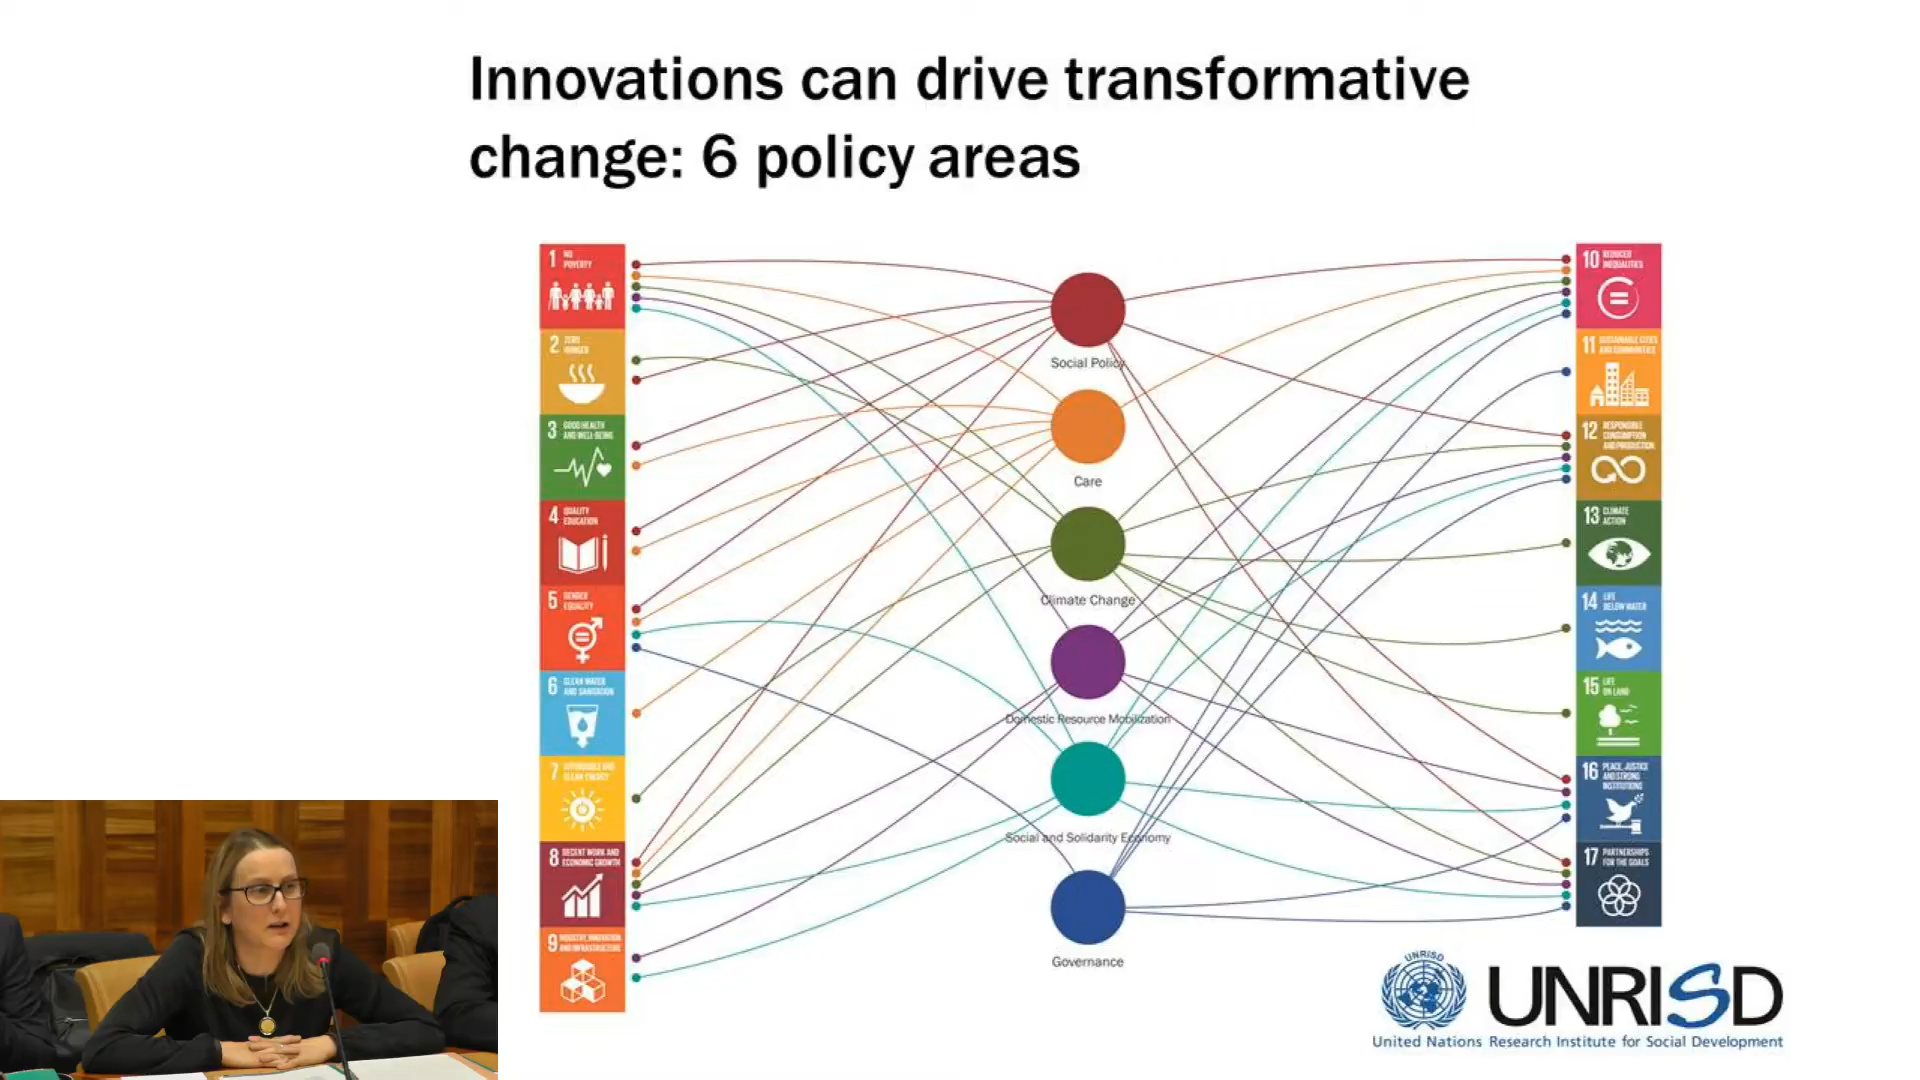 Innovations can drive transformative
change: 6 policy areas
1 NO
POVERTY
2 ZERO
HUNGER
3 GOOD HEALTH
AND WELL-BEING
4 QUALITY
EDUCATION
5 GENDER
EQUALITY
6 CLEAN WATER
AND SANITATION
7 AFFORDABLE AND
CLEAN ENERGY
8 DECENT WORK AND
ECONOMIC GROWTH
9 INDUSTRY, INNOVATION
AND INFRASTRUCTURE
Social Policy
Care
Climate Change
Domestic Resource Mobilization
Social and Solidarity Economy
Governance
10 REDUCED
INEQUALITIES
11 SUSTAINABLE CITIES
AND COMMUNITIES
12 RESPONSIBLE
CONSUMPTION
AND PRODUCTION
13 CLIMATE
ACTION
14 LIFE
BELOW WATER
15 LIFE
ON LAND
16 PEACE, JUSTICE
AND STRONG
INSTITUTIONS
17 PARTNERSHIPS
FOR THE GOALS
UNRISD
UNRISD
United Nations Research Institute for Social Development